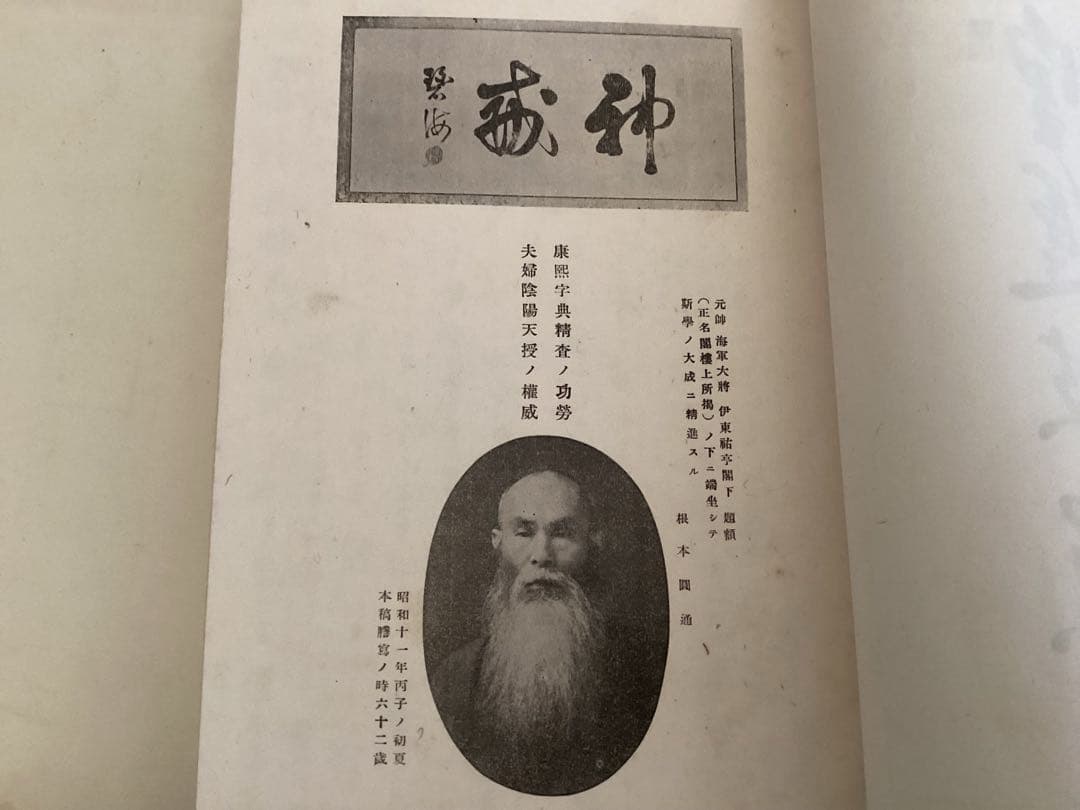 神戒
碧海
元帥 海軍大將 伊東祐亨閣下 題額
(正名閣樓上所揭)ノ下ニ端坐シテ
斯學ノ大成ニ精進スル
根本圓通
康熙字典精查ノ功勞
夫婦陰陽天授ノ權威
昭和十一年丙子ノ初夏
本稿謄寫ノ時六十二歲